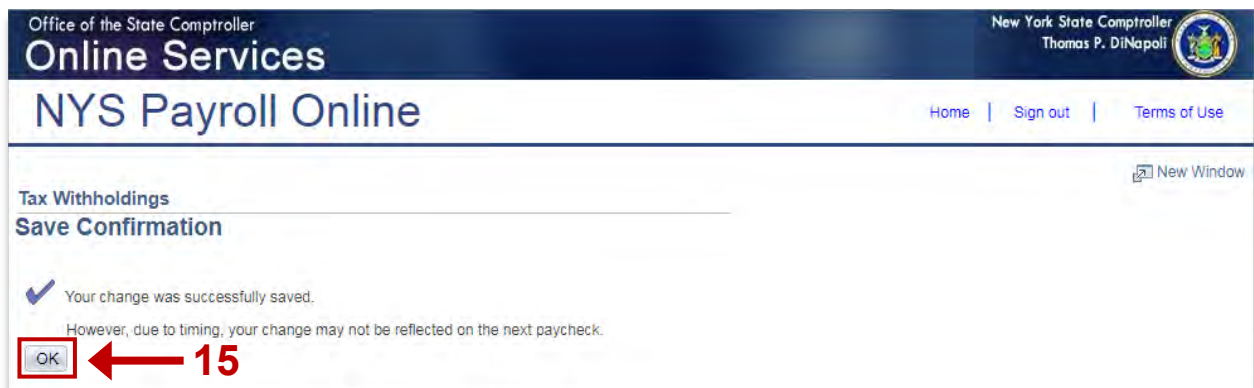 Office of the State Comptroller
Online Services
New York State Comptroller
Thomas P. DiNapoli
NYS Payroll Online
Home | Sign out | Terms of Use
New Window
Tax Withholdings
Save Confirmation
Your change was successfully saved.
However, due to timing, your change may not be reflected on the next paycheck.
OK 15